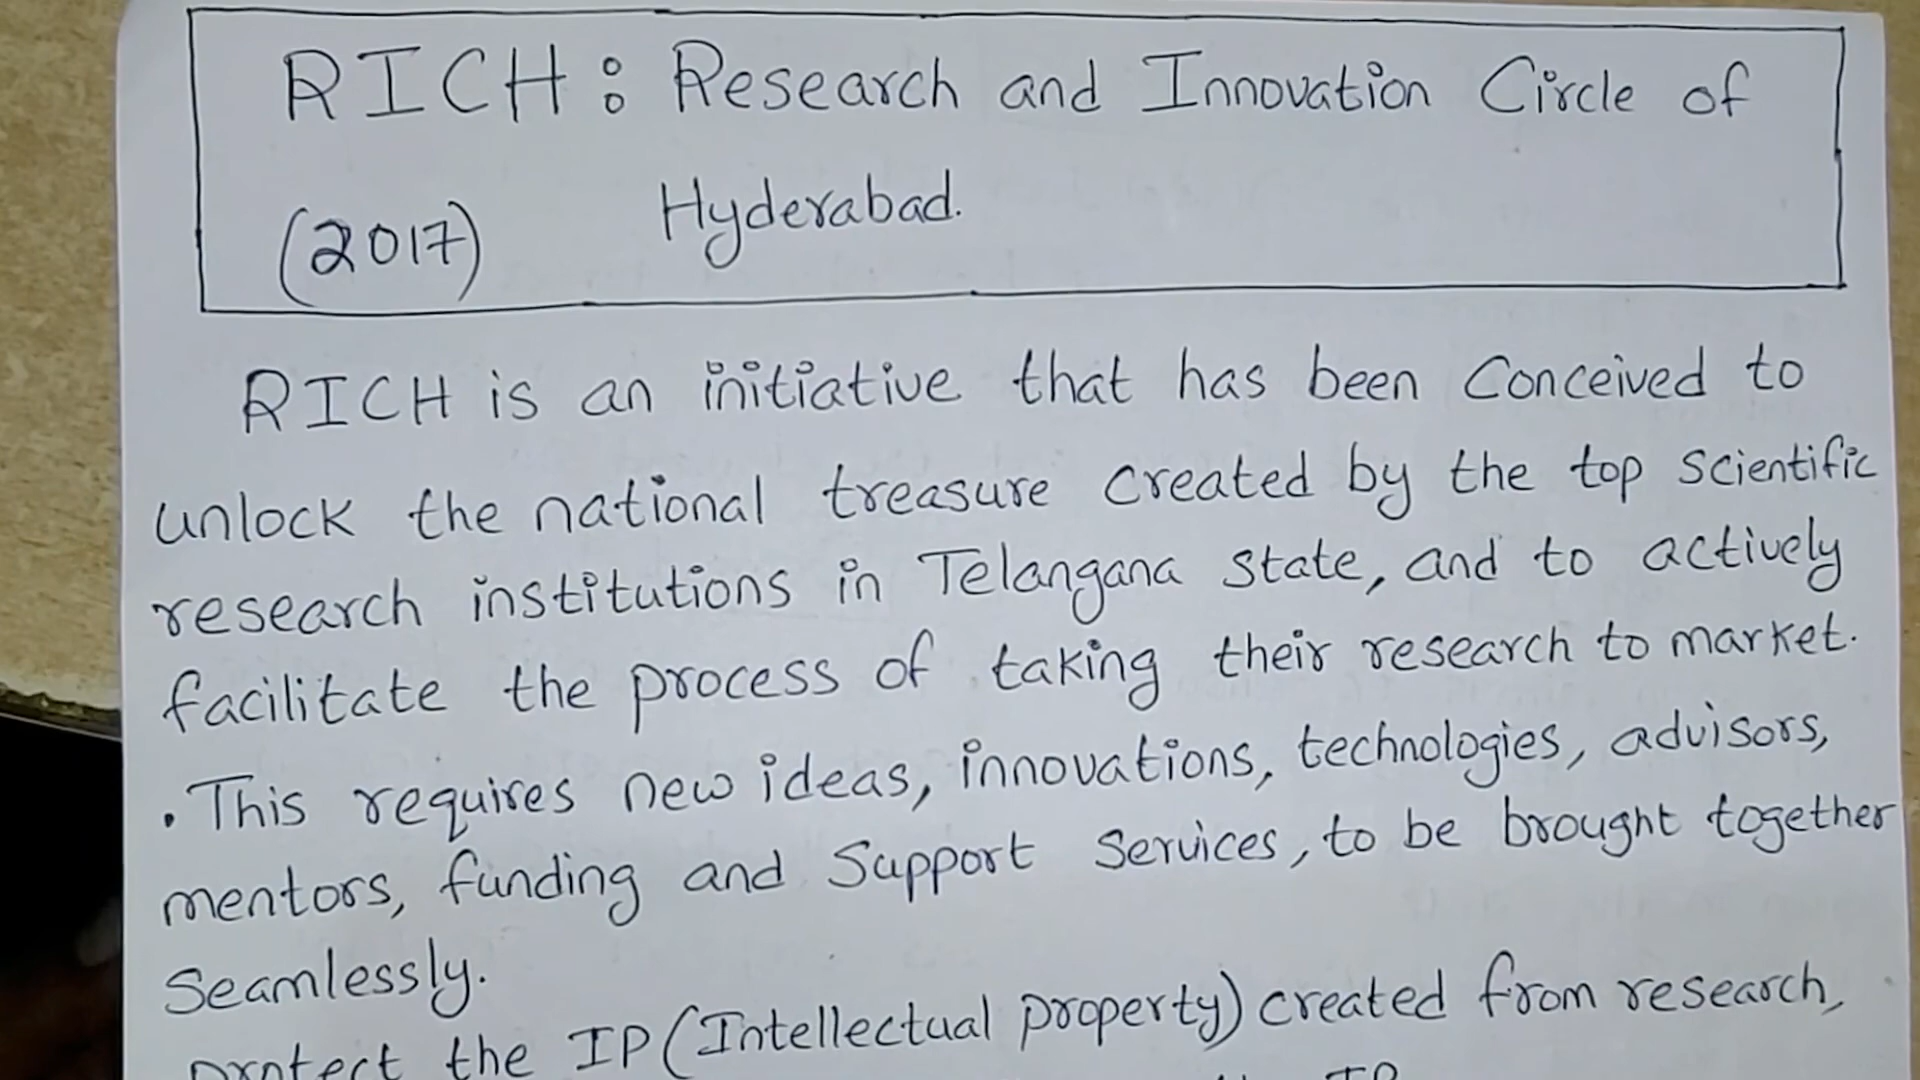 RICH: Research and Innovation Circle of
(2017) Hyderabad.
RICH is an initiative that has been Conceived to
unlock the national treasure created by the top scientific
research institutions in Telangana state, and to actively
facilitate the process of taking their research to market.
• This requires new ideas, innovations, technologies, advisors,
mentors, funding and Support Services, to be brought together
Seamlessly.
protect the IP (Intellectual property) created from research,
IP